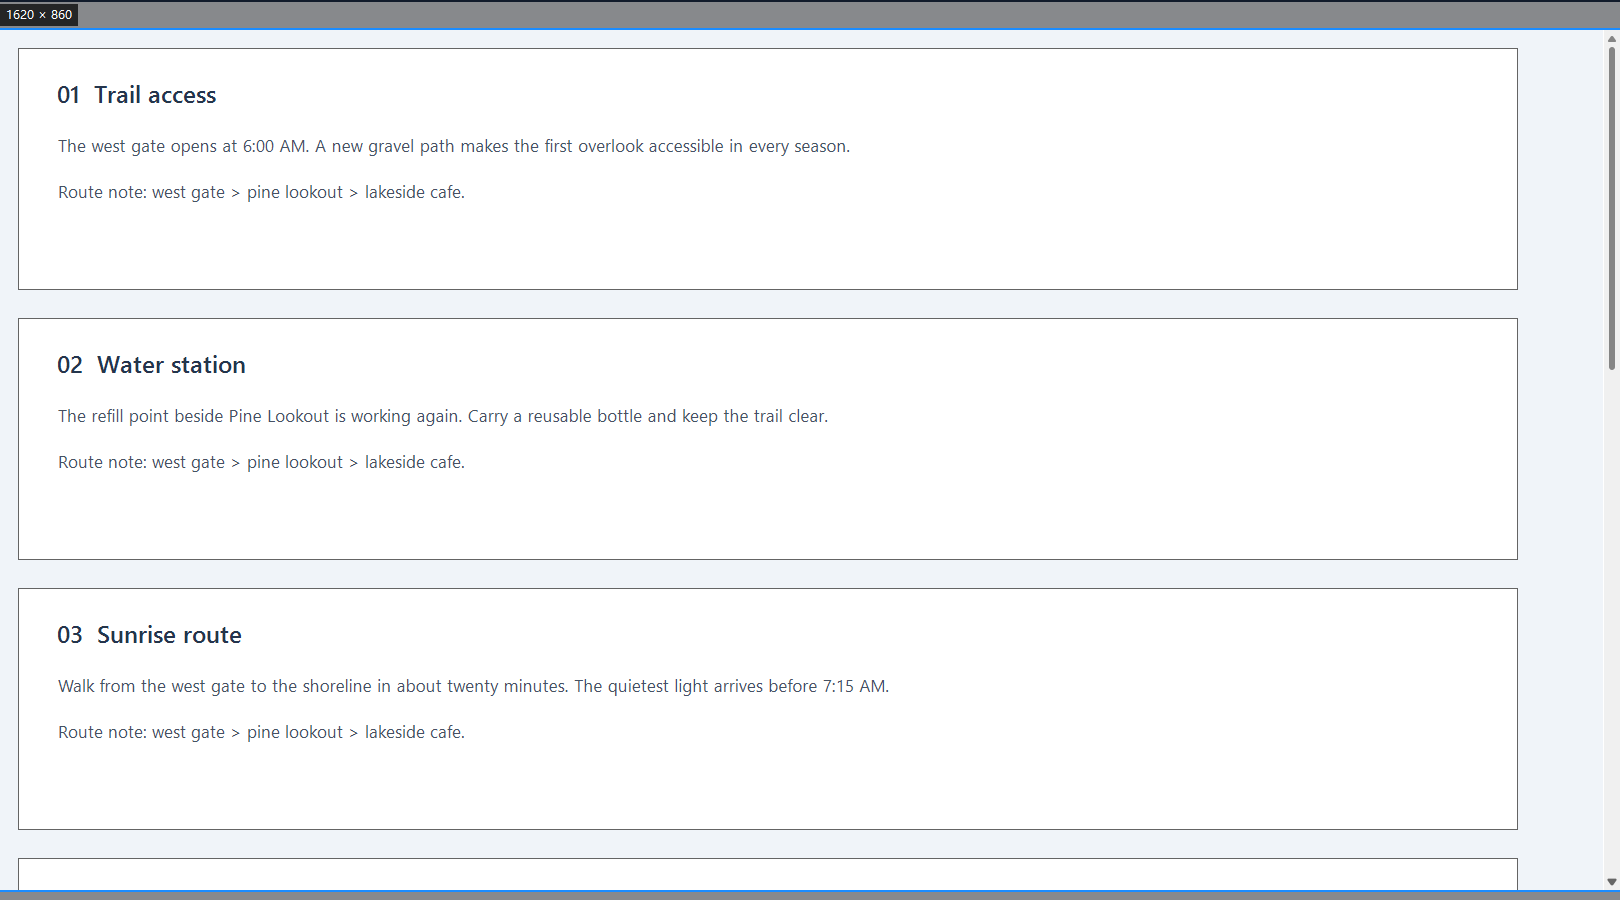 1620 × 860
01 Trail access
The west gate opens at 6:00 AM. A new gravel path makes the first overlook accessible in every season.
Route note: west gate > pine lookout > lakeside cafe.
02 Water station
The refill point beside Pine Lookout is working again. Carry a reusable bottle and keep the trail clear.
Route note: west gate > pine lookout > lakeside cafe.
03 Sunrise route
Walk from the west gate to the shoreline in about twenty minutes. The quietest light arrives before 7:15 AM.
Route note: west gate > pine lookout > lakeside cafe.